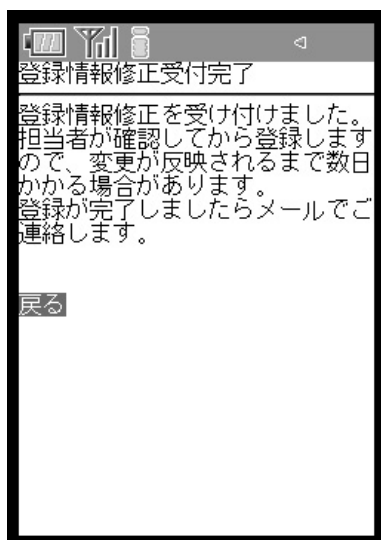 登録情報修正受付完了
登録情報修正を受け付けました。
担当者が確認してから登録します
ので、変更が反映されるまで数日
かかる場合があります。
登録が完了しましたらメールでご
連絡します。
戻る